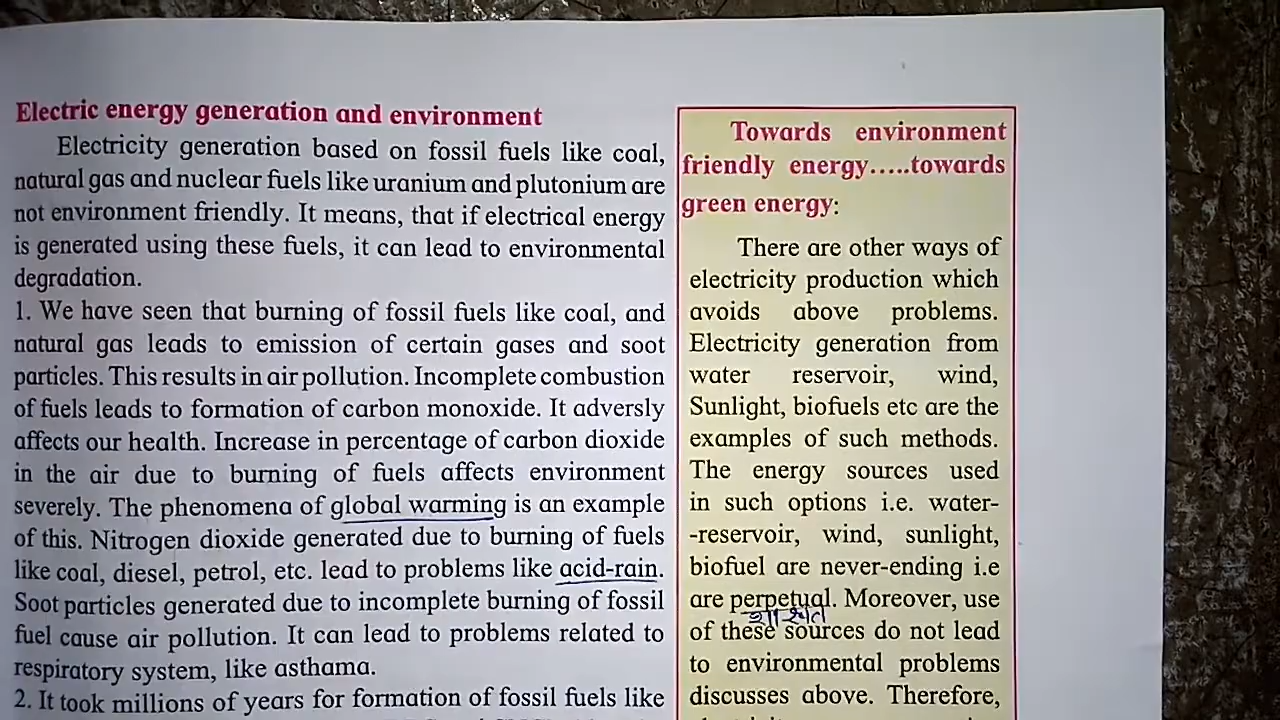 Electric energy generation and environment
Electricity generation based on fossil fuels like coal,
natural gas and nuclear fuels like uranium and plutonium are
not environment friendly. It means, that if electrical energy
is generated using these fuels, it can lead to environmental
degradation.
1. We have seen that burning of fossil fuels like coal, and
natural gas leads to emission of certain gases and soot
particles. This results in air pollution. Incomplete combustion
of fuels leads to formation of carbon monoxide. It adversly
affects our health. Increase in percentage of carbon dioxide
in the air due to burning of fuels affects environment
severely. The phenomena of global warming is an example
of this. Nitrogen dioxide generated due to burning of fuels
like coal, diesel, petrol, etc. lead to problems like acid-rain.
Soot particles generated due to incomplete burning of fossil
fuel cause air pollution. It can lead to problems related to
respiratory system, like asthama.
2. It took millions of years for formation of fossil fuels like
Towards environment
friendly energy.....towards
green energy:
There are other ways of
electricity production which
avoids above problems.
Electricity generation from
water reservoir, wind,
Sunlight, biofuels etc are the
examples of such methods.
The energy sources used
in such options i.e. water-
-reservoir, wind, sunlight,
biofuel are never-ending i.e
are perpetual. Moreover, use
शाश्वत
of these sources do not lead
to environmental problems
discusses above. Therefore,